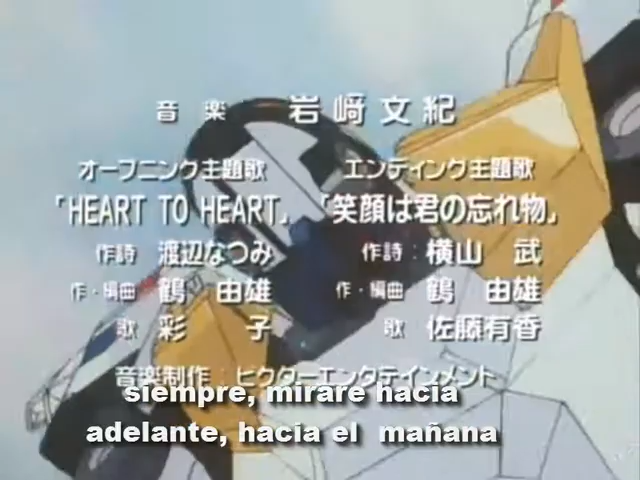 音楽 岩﨑文紀
オープニング主題歌 エンディング主題歌
「HEART TO HEART」 「笑顔は君の忘れ物」
作詩 渡辺なつみ 作詩：横山 武
作・編曲 鶴 由雄 作・編曲 鶴 由雄
歌 彩子 歌 佐藤有香
音楽制作：ビクターエンタテインメント
siempre, mirare hacia
adelante, hacia el mañana